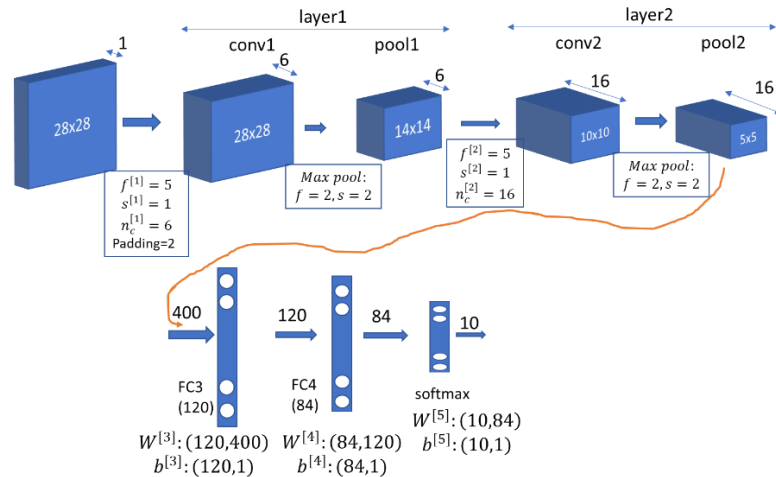 layer1
layer2
1
conv1
pool1
conv2
pool2
6
6
16
16
28x28
28x28
14x14
10x10
5x5
f^[1] = 5
s^[1] = 1
n_c^[1] = 6
Padding=2
Max pool:
f = 2, s = 2
f^[2] = 5
s^[2] = 1
n_c^[2] = 16
Max pool:
f = 2, s = 2
400
120
84
10
FC3
(120)
FC4
(84)
softmax
W^[3]: (120,400)
b^[3]: (120,1)
W^[4]: (84,120)
b^[4]: (84,1)
W^[5]: (10,84)
b^[5]: (10,1)